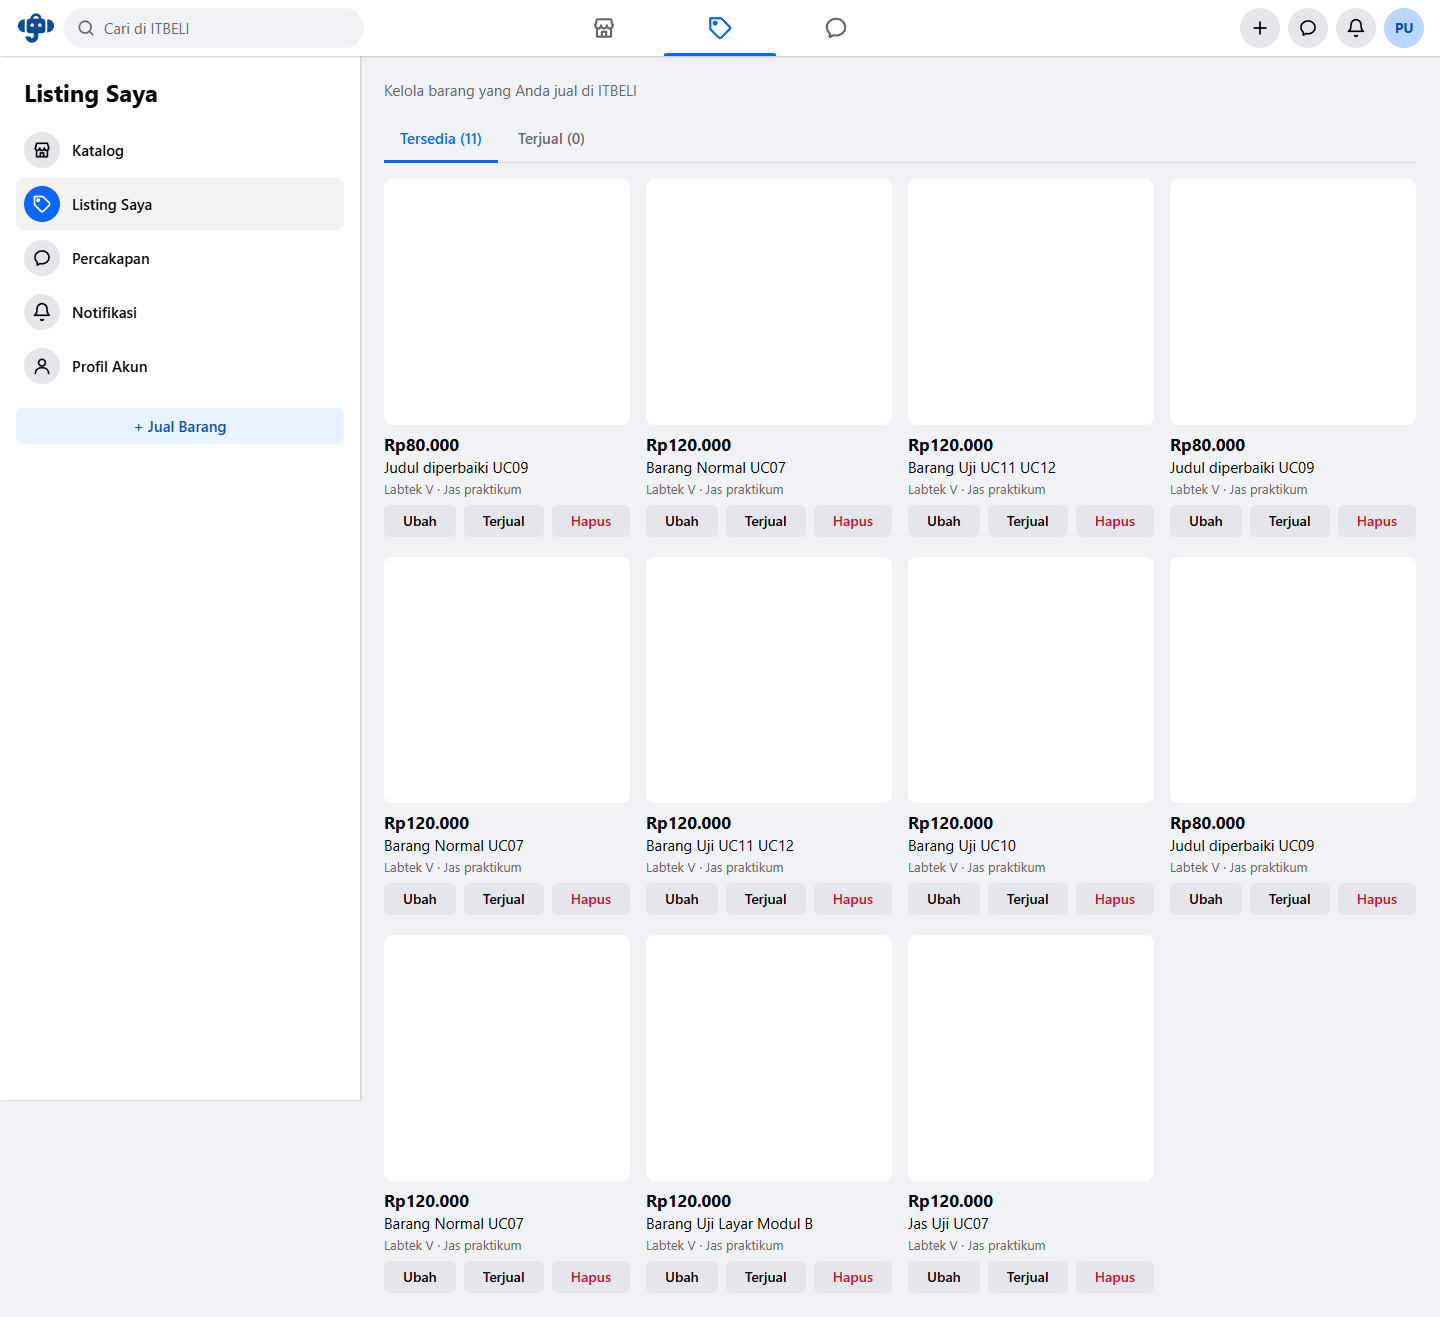 Cari di ITBELI
PU
Listing Saya
Katalog
Listing Saya
Percakapan
Notifikasi
Profil Akun
+ Jual Barang
Kelola barang yang Anda jual di ITBELI
Tersedia (11) Terjual (0)
Rp80.000
Judul diperbaiki UC09
Labtek V · Jas praktikum
Ubah Terjual Hapus
Rp120.000
Barang Normal UC07
Labtek V · Jas praktikum
Ubah Terjual Hapus
Rp120.000
Barang Uji UC11 UC12
Labtek V · Jas praktikum
Ubah Terjual Hapus
Rp80.000
Judul diperbaiki UC09
Labtek V · Jas praktikum
Ubah Terjual Hapus
Rp120.000
Barang Normal UC07
Labtek V · Jas praktikum
Ubah Terjual Hapus
Rp120.000
Barang Uji UC11 UC12
Labtek V · Jas praktikum
Ubah Terjual Hapus
Rp120.000
Barang Uji UC10
Labtek V · Jas praktikum
Ubah Terjual Hapus
Rp80.000
Judul diperbaiki UC09
Labtek V · Jas praktikum
Ubah Terjual Hapus
Rp120.000
Barang Normal UC07
Labtek V · Jas praktikum
Ubah Terjual Hapus
Rp120.000
Barang Uji Layar Modul B
Labtek V · Jas praktikum
Ubah Terjual Hapus
Rp120.000
Jas Uji UC07
Labtek V · Jas praktikum
Ubah Terjual Hapus